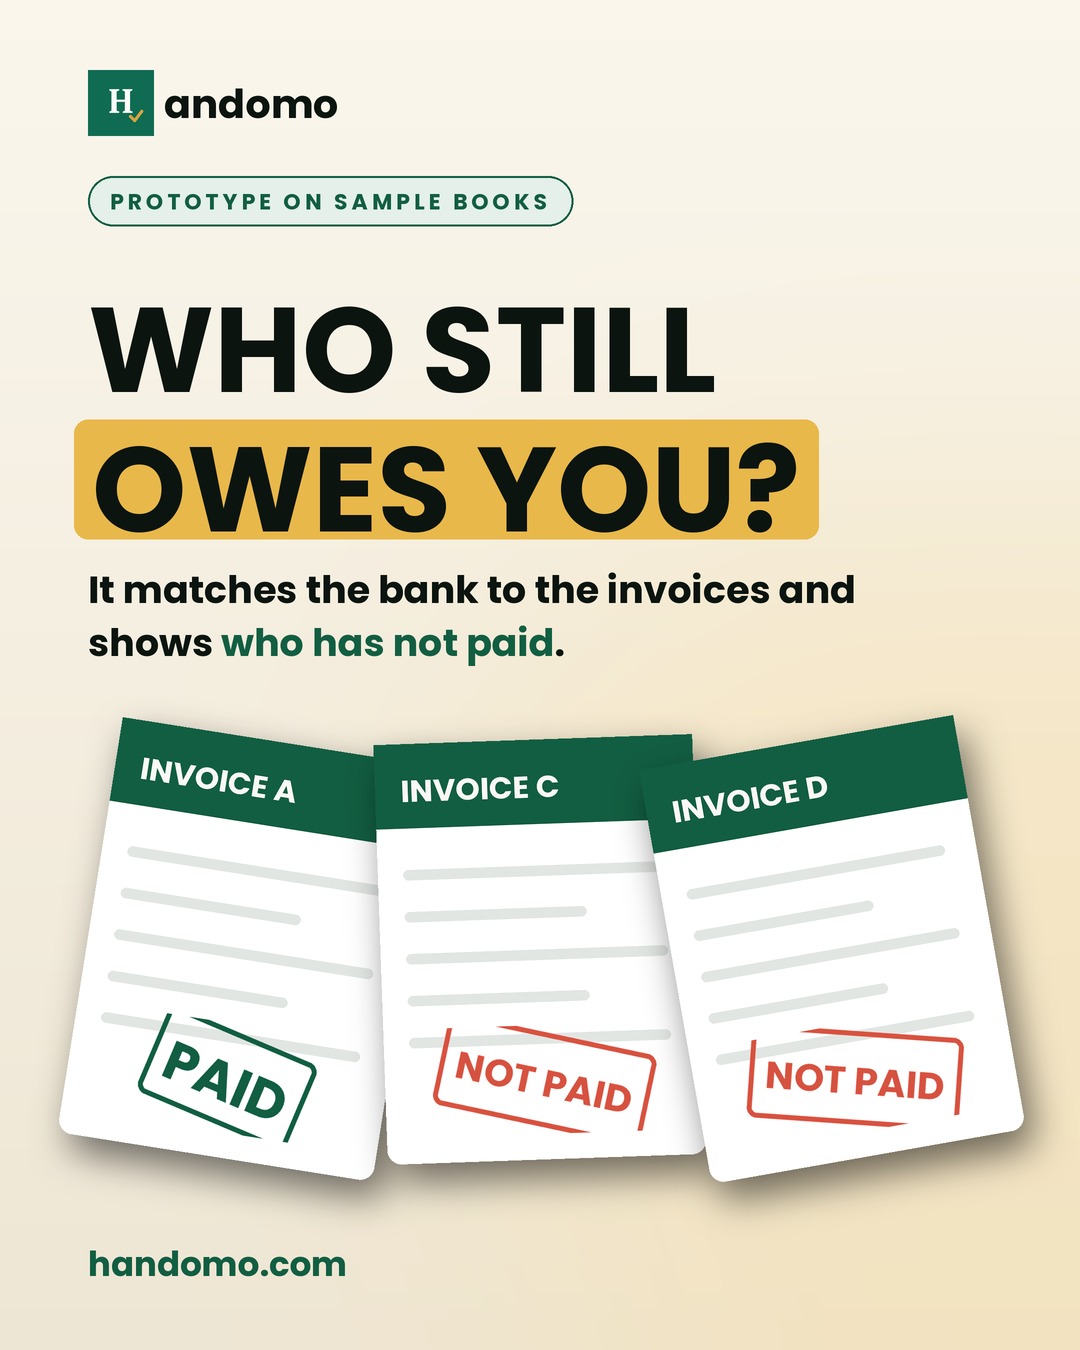 H andomo
PROTOTYPE ON SAMPLE BOOKS
WHO STILL
OWES YOU?
It matches the bank to the invoices and
shows who has not paid.
INVOICE A
PAID
INVOICE C
NOT PAID
INVOICE D
NOT PAID
handomo.com